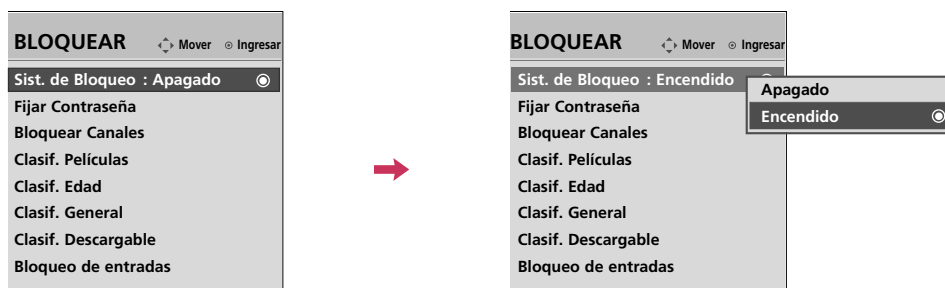 BLOQUEAR Mover Ingresar
Sist. de Bloqueo : Apagado
Fijar Contraseña
Bloquear Canales
Clasif. Películas
Clasif. Edad
Clasif. General
Clasif. Descargable
Bloqueo de entradas
BLOQUEAR Mover Ingresar
Sist. de Bloqueo : Encendido
Fijar Contraseña
Bloquear Canales
Clasif. Películas
Clasif. Edad
Clasif. General
Clasif. Descargable
Bloqueo de entradas
Apagado
Encendido